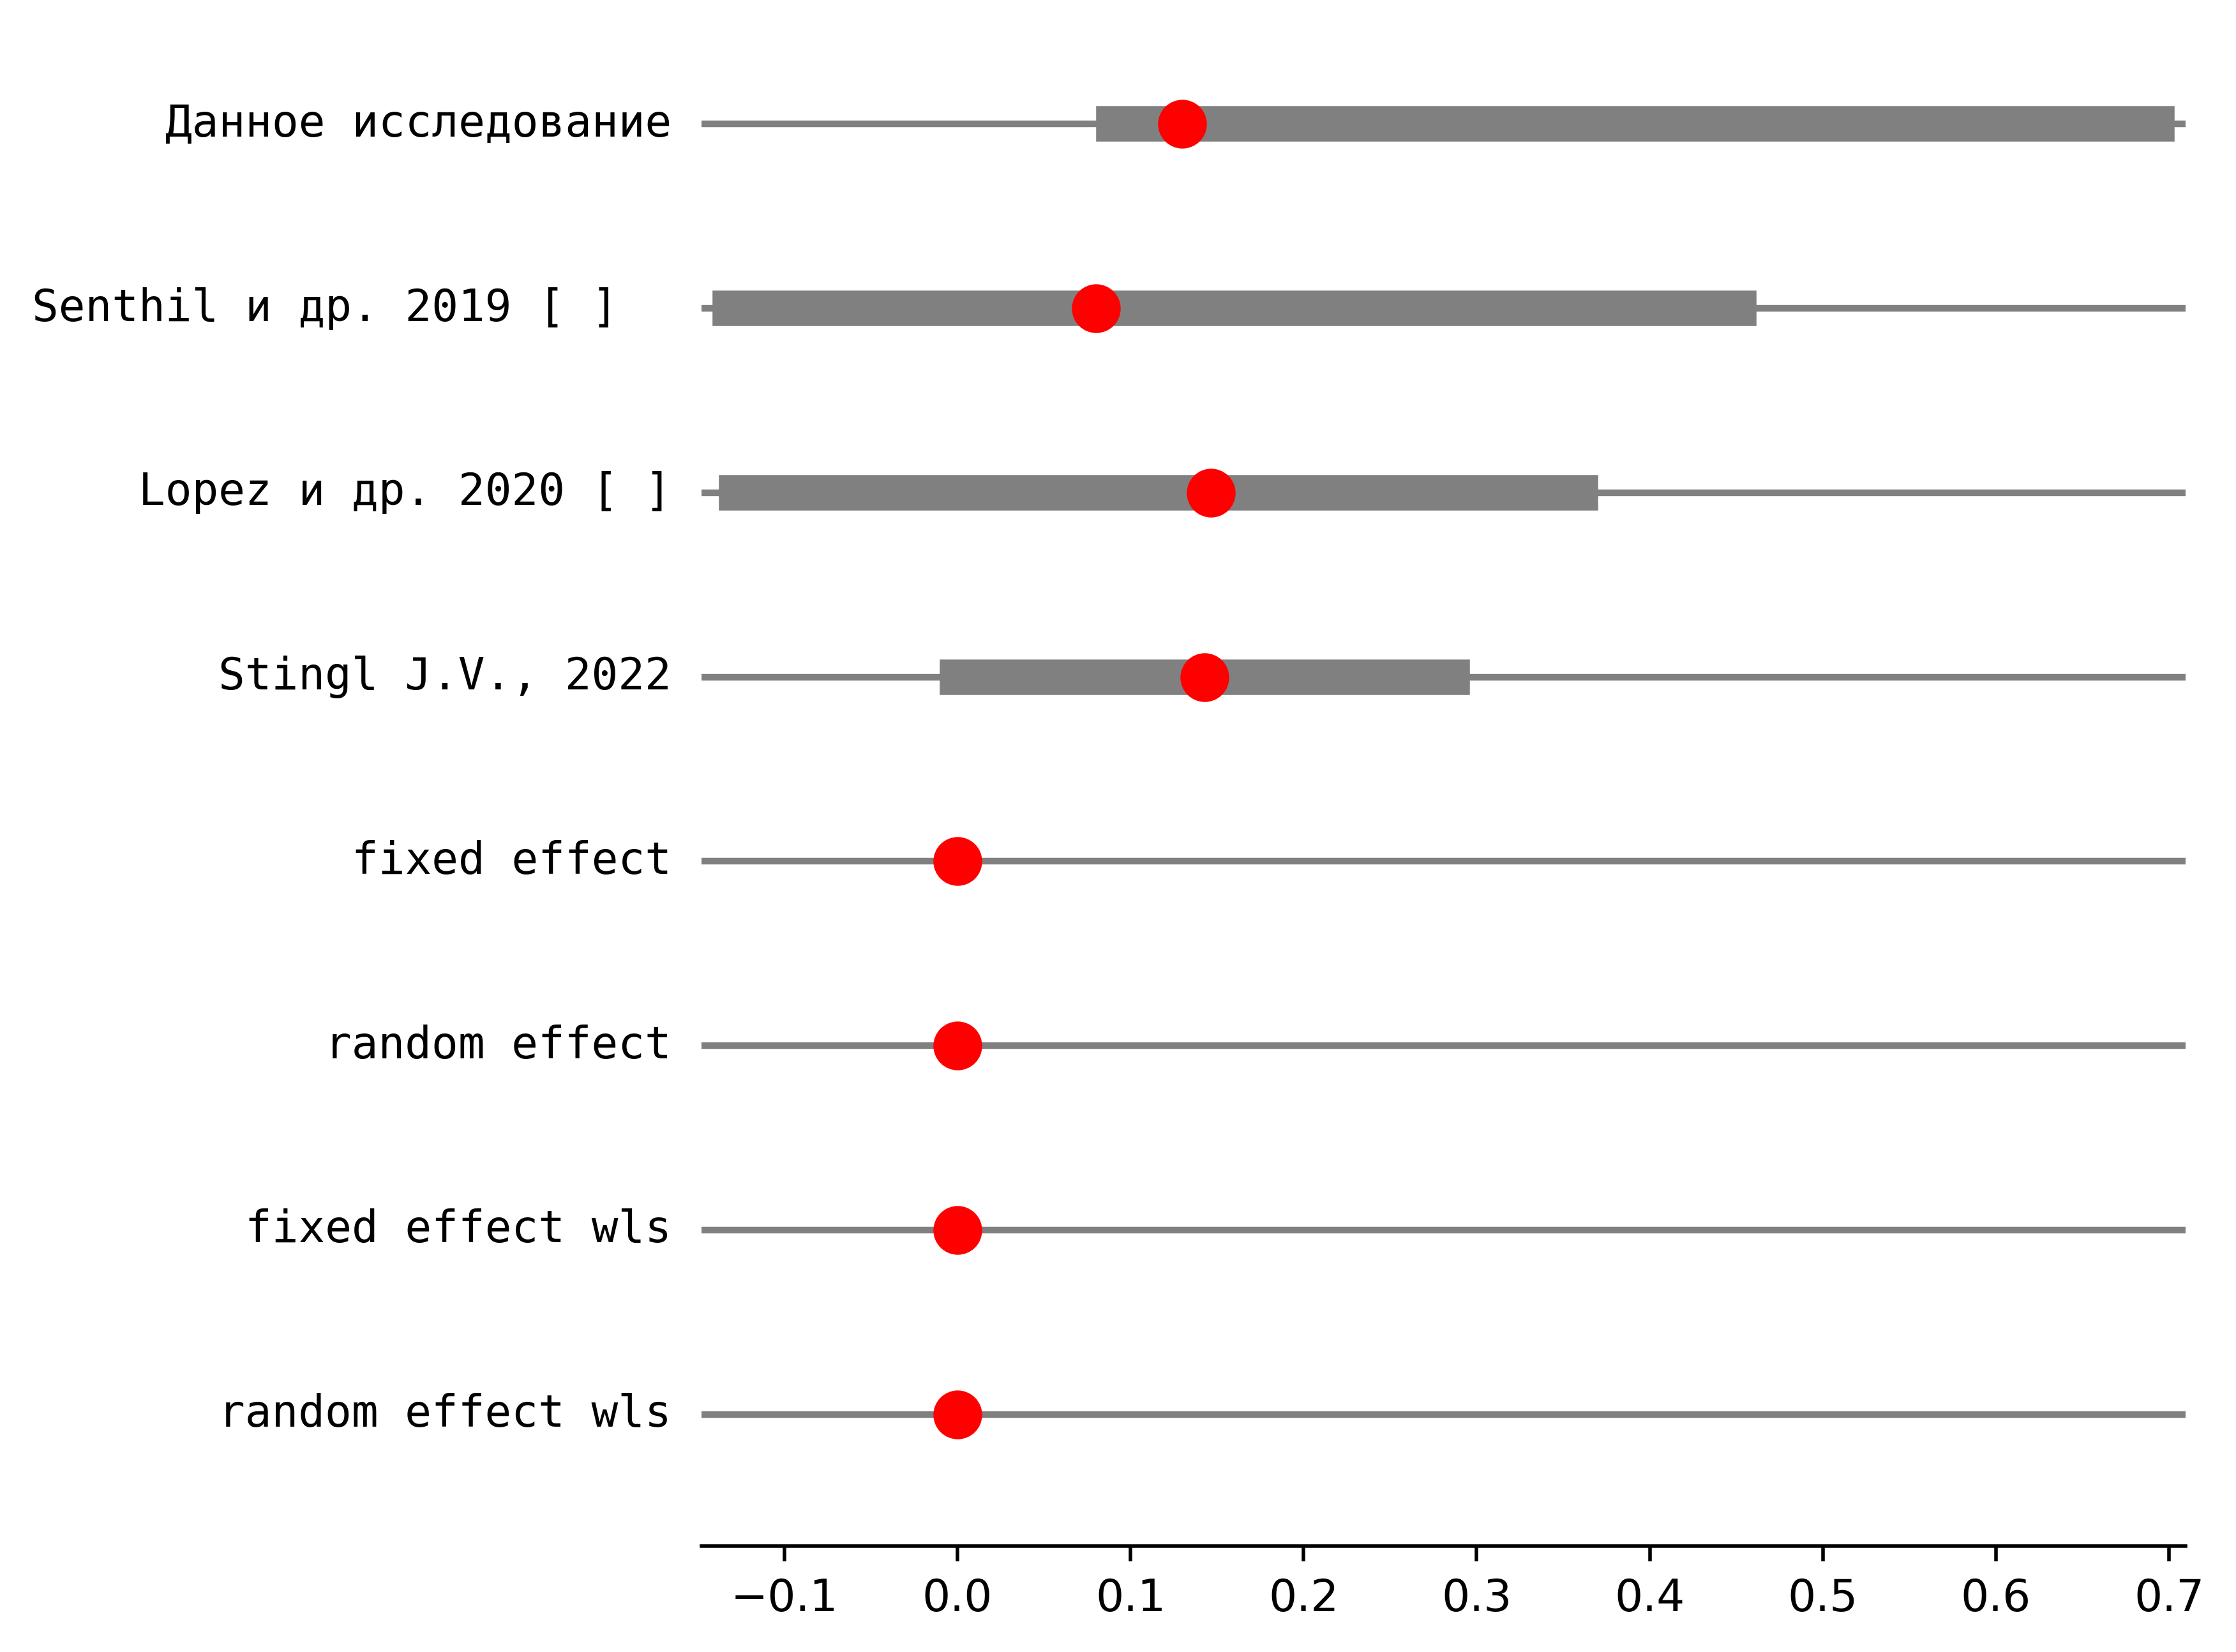 Данное исследование
Senthil и др. 2019 [ ]
Lopez и др. 2020 [ ]
Stingl J.V., 2022
fixed effect
random effect
fixed effect wls
random effect wls
−0.1 0.0 0.1 0.2 0.3 0.4 0.5 0.6 0.7